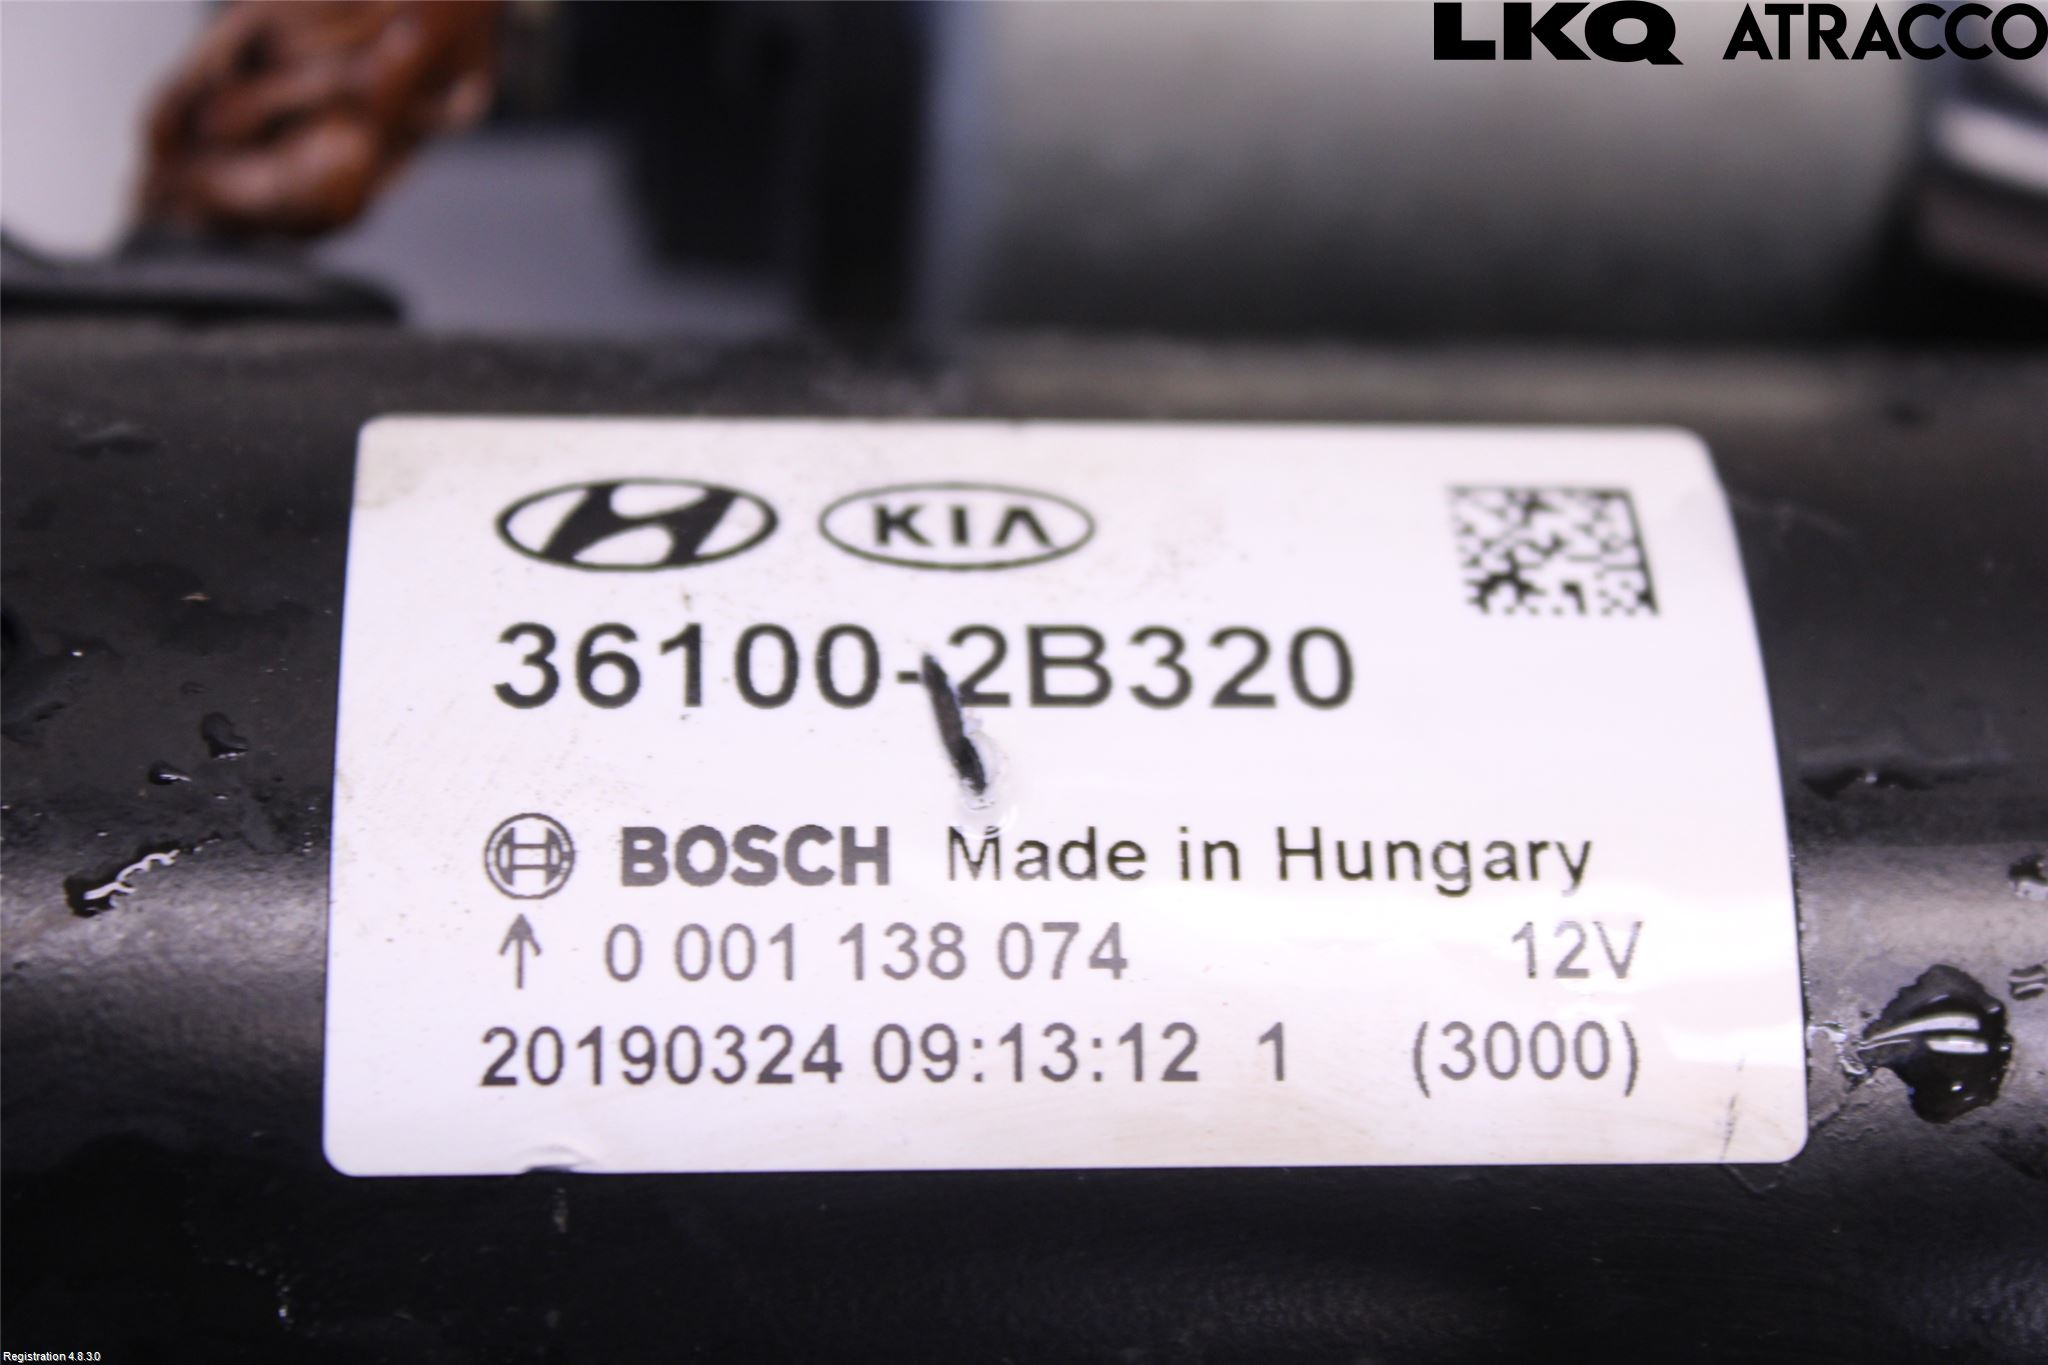 LKQ ATRACCO
KIA
36100-2B320
BOSCH Made in Hungary
↑ 0 001 138 074 12V
20190324 09:13:12 1 (3000)
Registration 4.8.3.0